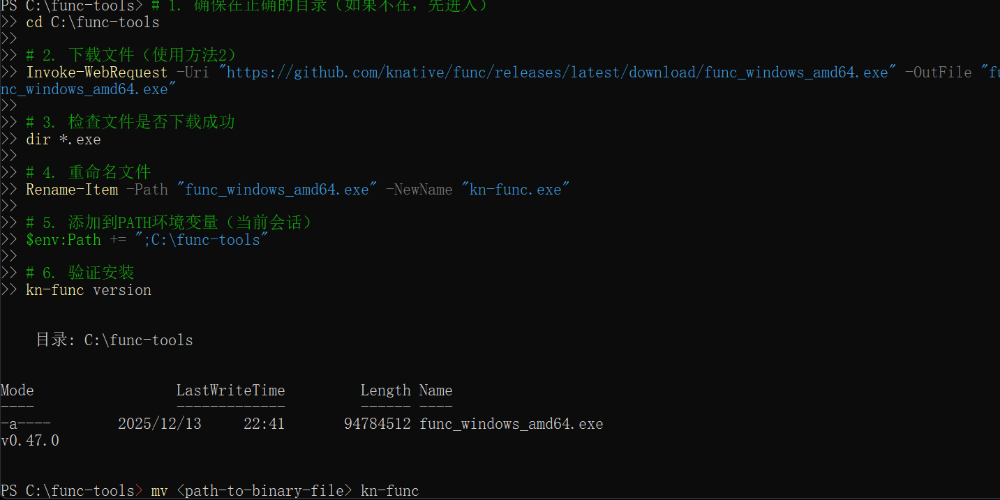 PS C:\func-tools> # 1. 确保在正确的目录（如果不在，先进入）
>> cd C:\func-tools
>>
>> # 2. 下载文件（使用方法2）
>> Invoke-WebRequest -Uri "https://github.com/knative/func/releases/latest/download/func_windows_amd64.exe" -OutFile "fu
nc_windows_amd64.exe"
>>
>> # 3. 检查文件是否下载成功
>> dir *.exe
>>
>> # 4. 重命名文件
>> Rename-Item -Path "func_windows_amd64.exe" -NewName "kn-func.exe"
>>
>> # 5. 添加到PATH环境变量（当前会话）
>> $env:Path += ";C:\func-tools"
>>
>> # 6. 验证安装
>> kn-func version
目录: C:\func-tools
Mode                 LastWriteTime         Length Name
----                 -------------         ------ ----
-a----        2025/12/13     22:41       94784512 func_windows_amd64.exe
v0.47.0
PS C:\func-tools> mv <path-to-binary-file> kn-func